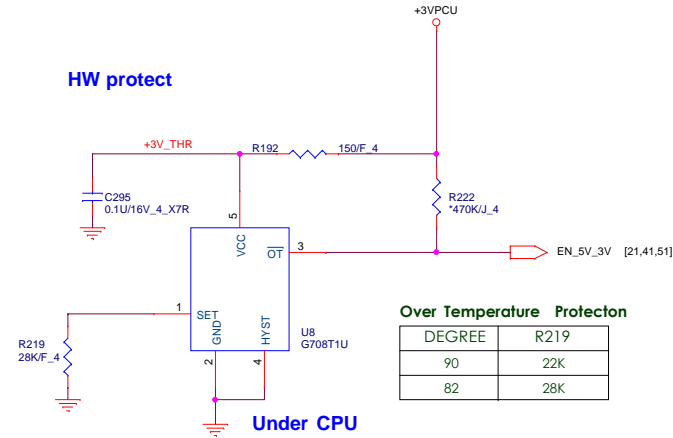 +3VPCU
HW protect
+3V_THR
R192
150/F_4
C295
0.1U/16V_4_X7R
R222
*470K/J_4
5
VCC
OT
3
EN_5V_3V [21,41,51]
1
SET
GND
HYST
U8
G708T1U
R219
28K/F_4
2
4
Under CPU
Over Temperature Protecton
DEGREE R219
90 22K
82 28K